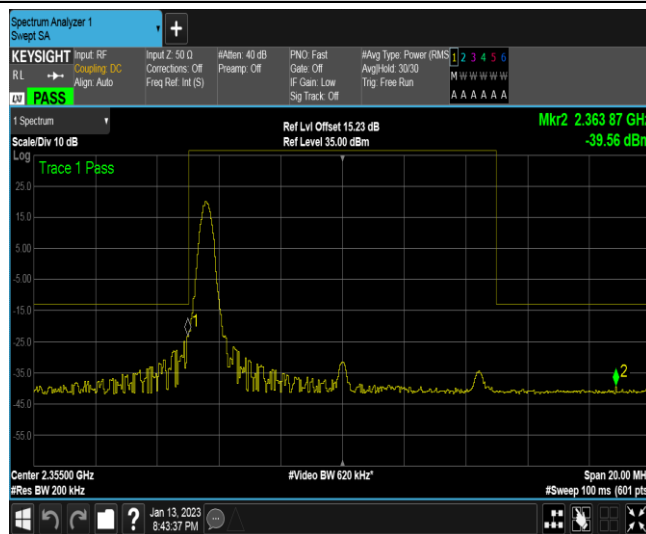 Spectrum Analyzer 1
Swept SA
+
KEYSIGHT Input: RF
RL Coupling: DC
Align: Auto
LXI PASS
Input Z: 50 Ω
Corrections: Off
Freq Ref: Int (S)
#Atten: 40 dB
Preamp: Off
PNO: Fast
Gate: Off
IF Gain: Low
Sig Track: Off
#Avg Type: Power (RMS
Avg|Hold: 30/30
Trig: Free Run
1 2 3 4 5 6
M W W W W W
A A A A A A
1 Spectrum
Scale/Div 10 dB
Ref Lvl Offset 15.23 dB
Ref Level 35.00 dBm
Mkr2 2.363 87 GHz
-39.56 dBm
Log
Trace 1 Pass
25.0
15.0
5.00
-5.00
-15.0
-25.0
-35.0
-45.0
-55.0
1
2
Center 2.35500 GHz
#Res BW 200 kHz
#Video BW 620 kHz*
Span 20.00 MH
#Sweep 100 ms (601 pts
?
Jan 13, 2023
8:43:37 PM